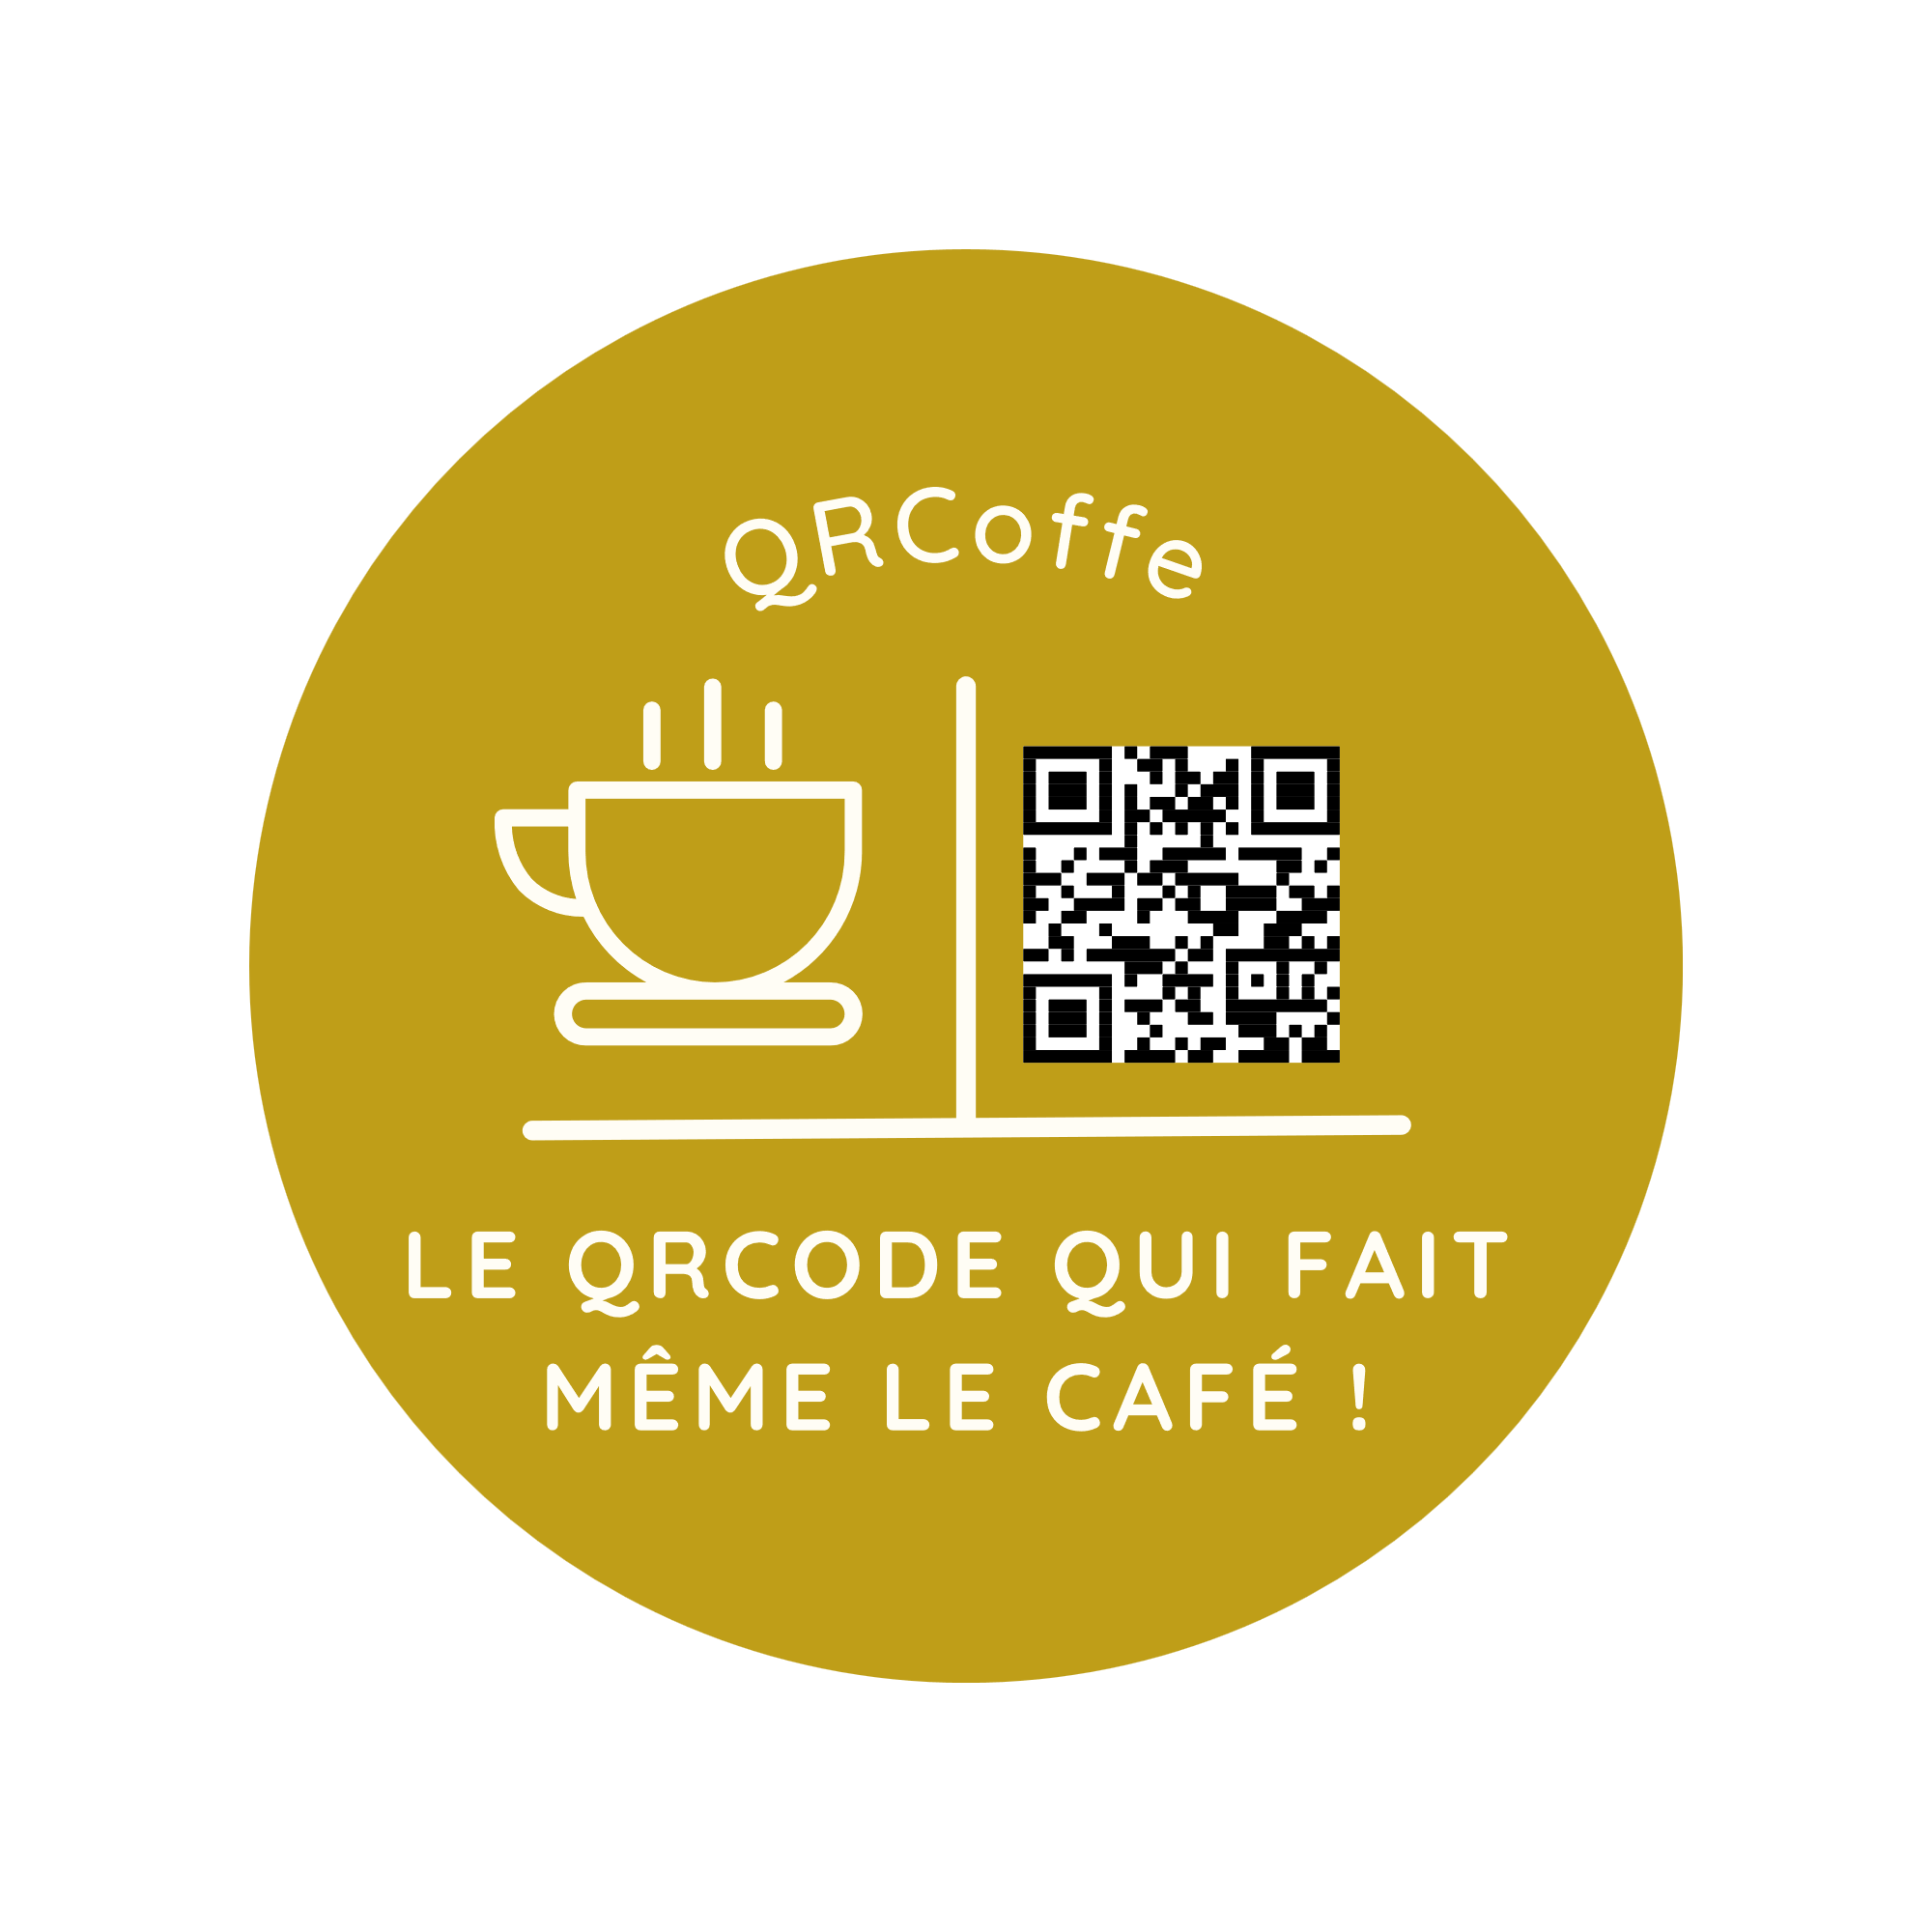 QRCoffe
LE QRCODE QUI FAIT
MÊME LE CAFÉ !